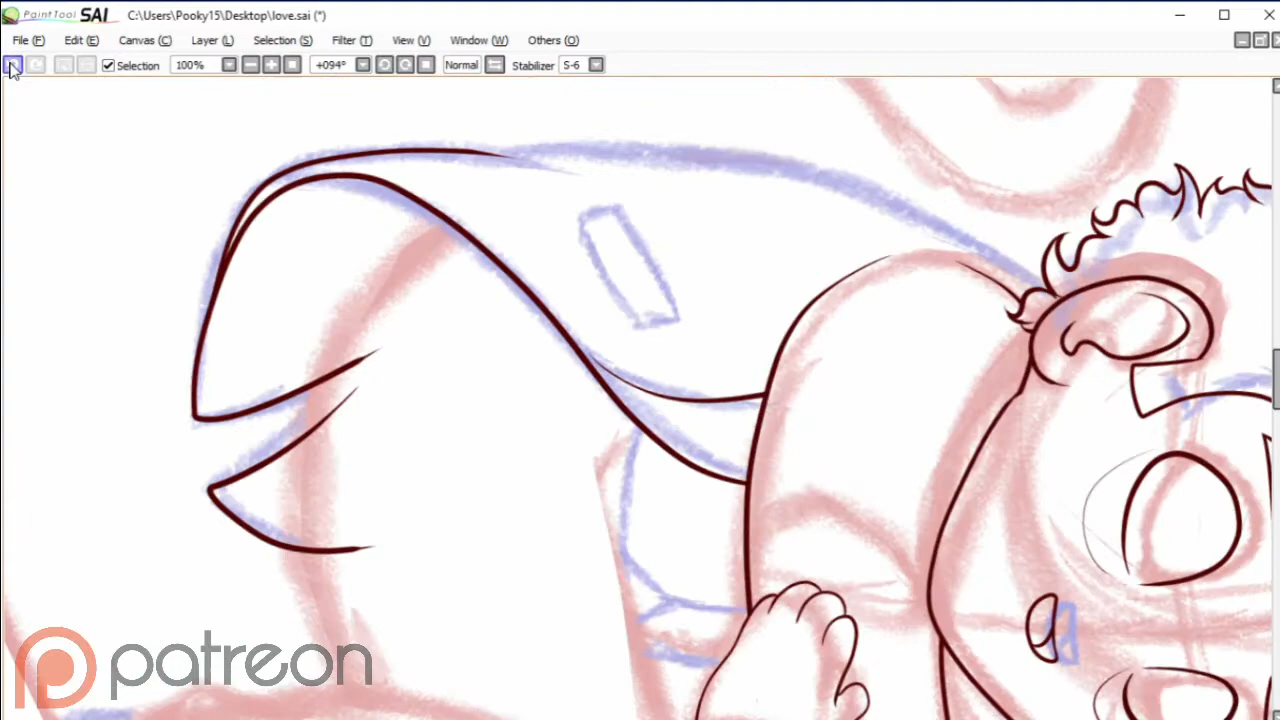 PaintTool SAI C:\Users\Pooky15\Desktop\love.sai (*)
File (F) Edit (E) Canvas (C) Layer (L) Selection (S) Filter (T) View (V) Window (W) Others (O)
Selection 100% +094° Normal Stabilizer S-6
patreon